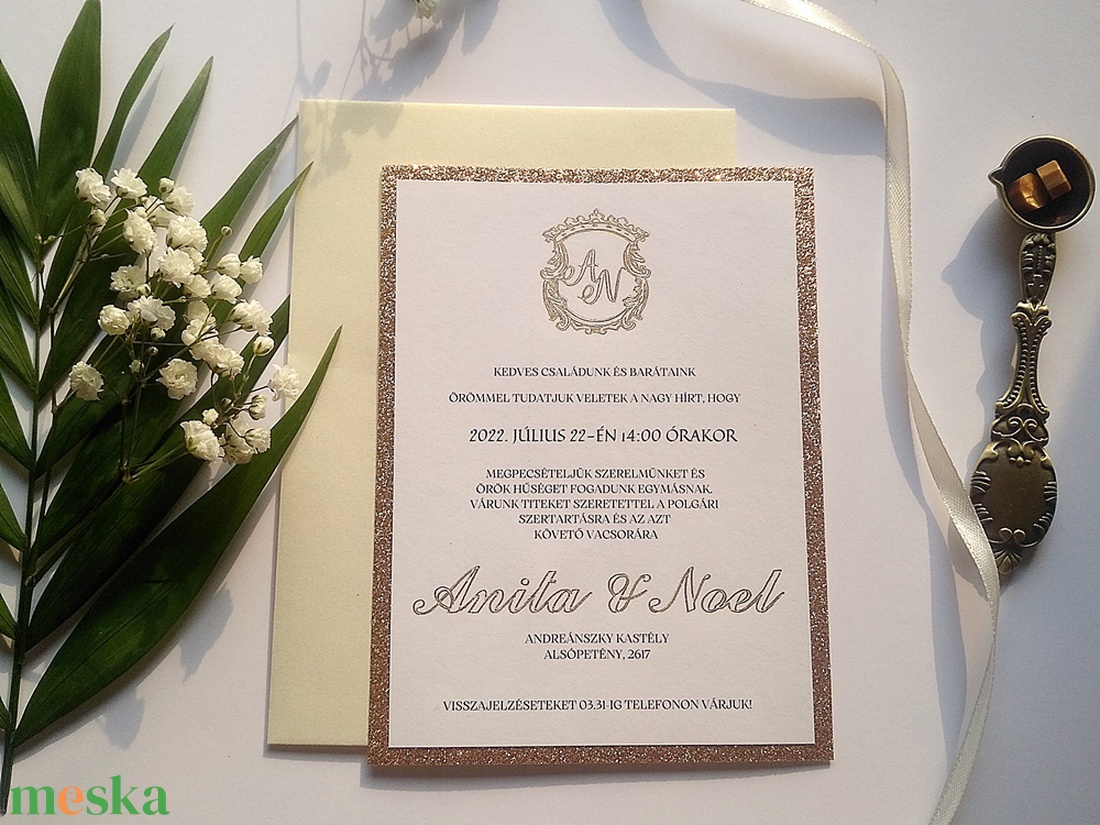 AN
KEDVES CSALÁDUNK ÉS BARÁTAINK
ÖRÖMMEL TUDATJUK VELETEK A NAGY HÍRT, HOGY
2022. JÚLIUS 22-ÉN 14:00 ÓRAKOR
MEGPECSÉTELJÜK SZERELMÜNKET ÉS
ÖRÖK HŰSÉGET FOGADUNK EGYMÁSNAK.
VÁRUNK TITEKET SZERETETTEL A POLGÁRI
SZERTARTÁSRA ÉS AZ AZT
KÖVETŐ VACSORÁRA
Anita & Noel
ANDREÁNSZKY KASTÉLY
ALSÓPETÉNY, 2617
VISSZAJELZÉSETEKET 03.31-IG TELEFONON VÁRJUK!
meska